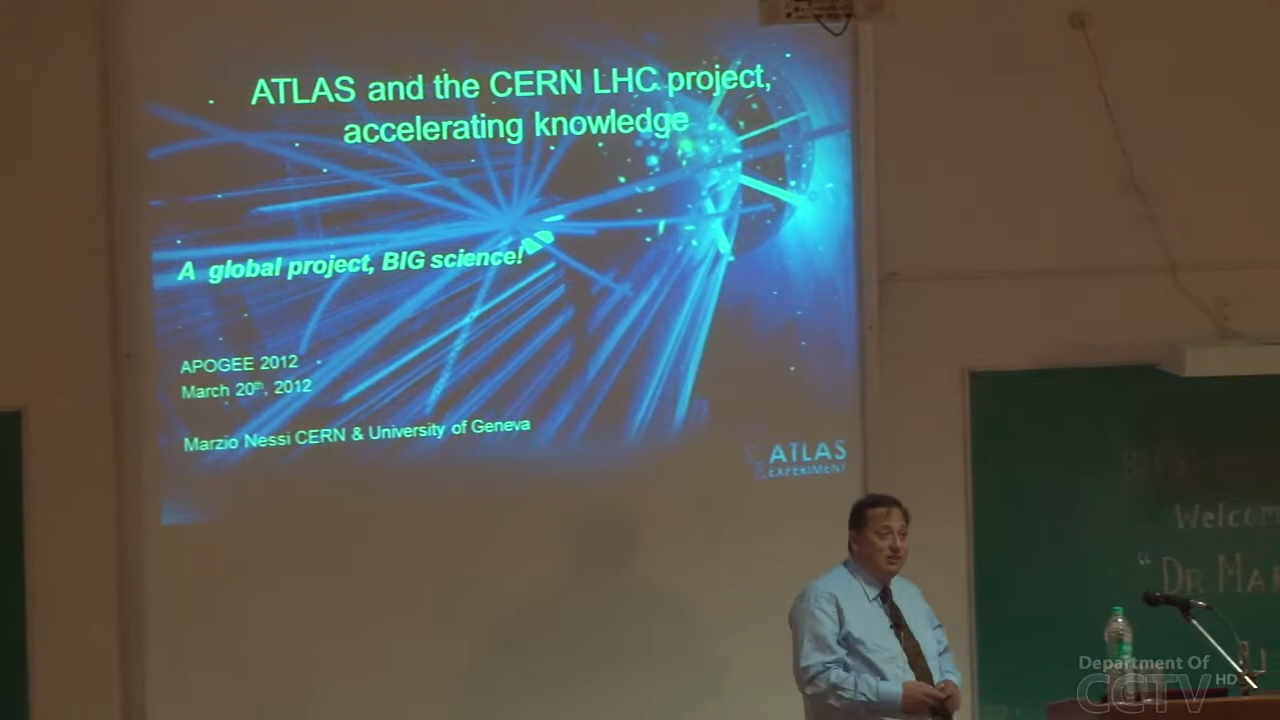 ATLAS and the CERN LHC project,
accelerating knowledge
A global project, BIG science!
APOGEE 2012
March 20th, 2012
Marzio Nessi CERN & University of Geneva
ATLAS
EXPERIMENT
Welcom
“ DR MAR
Department Of
CCTV HD